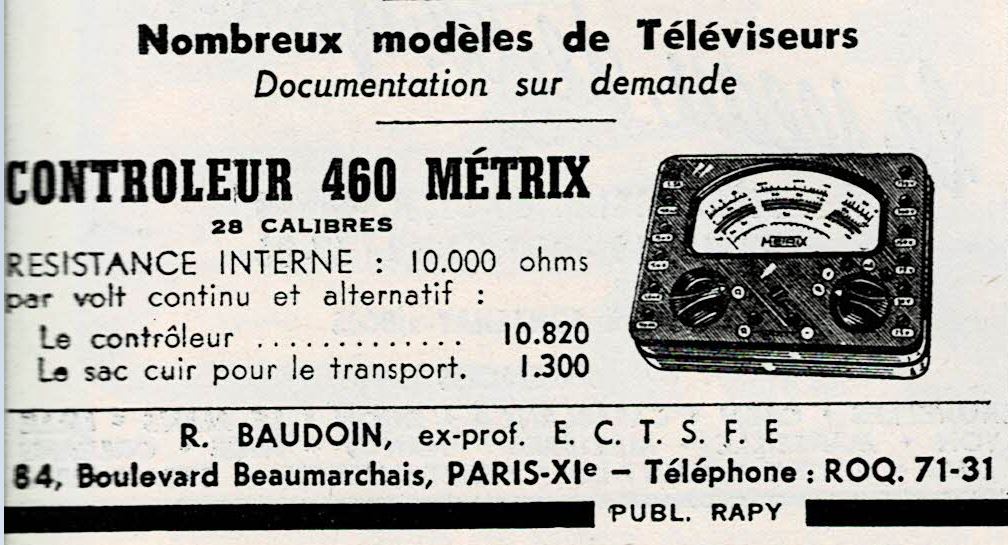 Nombreux modèles de Téléviseurs
Documentation sur demande
CONTROLEUR 460 MÉTRIX
28 CALIBRES
RESISTANCE INTERNE : 10.000 ohms
par volt continu et alternatif :
Le contrôleur ............. 10.820
Le sac cuir pour le transport. 1.300
METRIX
R. BAUDOIN, ex-prof. E. C. T. S. F. E
84, Boulevard Beaumarchais, PARIS-XIe – Téléphone : ROQ. 71-31
PUBL. RAPY